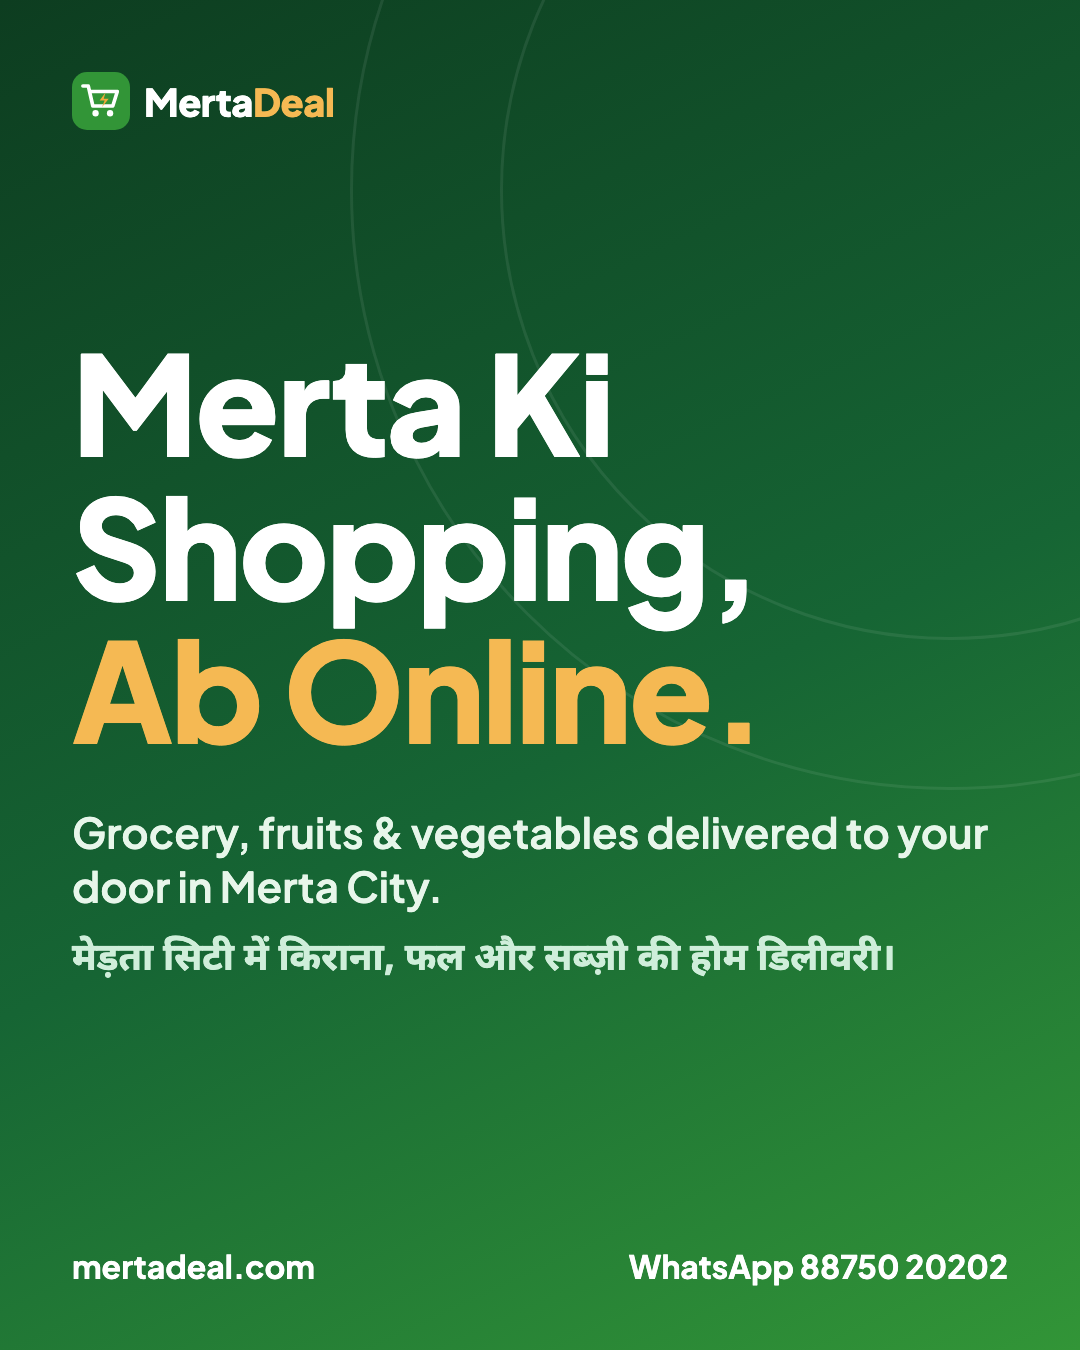 MertaDeal
Merta Ki
Shopping,
Ab Online.
Grocery, fruits & vegetables delivered to your
door in Merta City.
मेड़ता सिटी में किराना, फल और सब्ज़ी की होम डिलीवरी।
mertadeal.com
WhatsApp 88750 20202